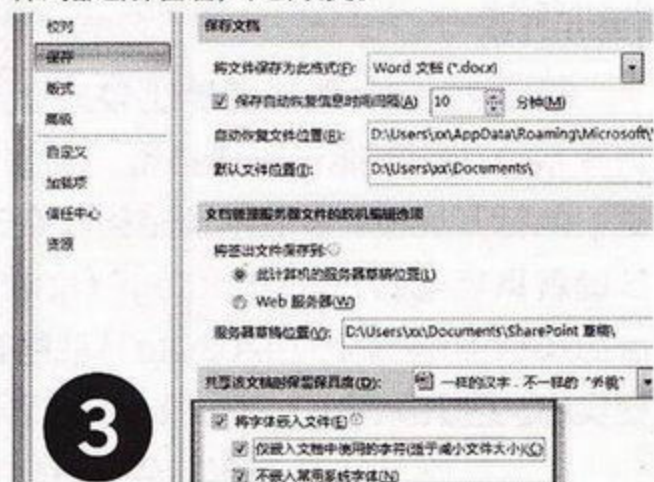 校对
保存
版式
高级
自定义
加载项
信任中心
资源
保存文档
将文件保存为此格式(F): Word 文档 (*.docx)
保存自动恢复信息时间间隔(A) 10 分钟(M)
自动恢复文件位置(R): D:\Users\xx\AppData\Roaming\Microsoft\
默认文件位置(I): D:\Users\xx\Documents\
文档管理服务器文件的脱机编辑选项
将签出文件保存到:
此计算机的服务器草稿位置(L)
Web 服务器(W)
服务器草稿位置(V): D:\Users\xx\Documents\SharePoint 草稿\
共享该文档时保留保真度(D): 一样的汉字，不一样的“外貌”
3
将字体嵌入文件(E)
仅嵌入文档中使用的字符(适于减小文件大小)(C)
不嵌入常用系统字体(N)